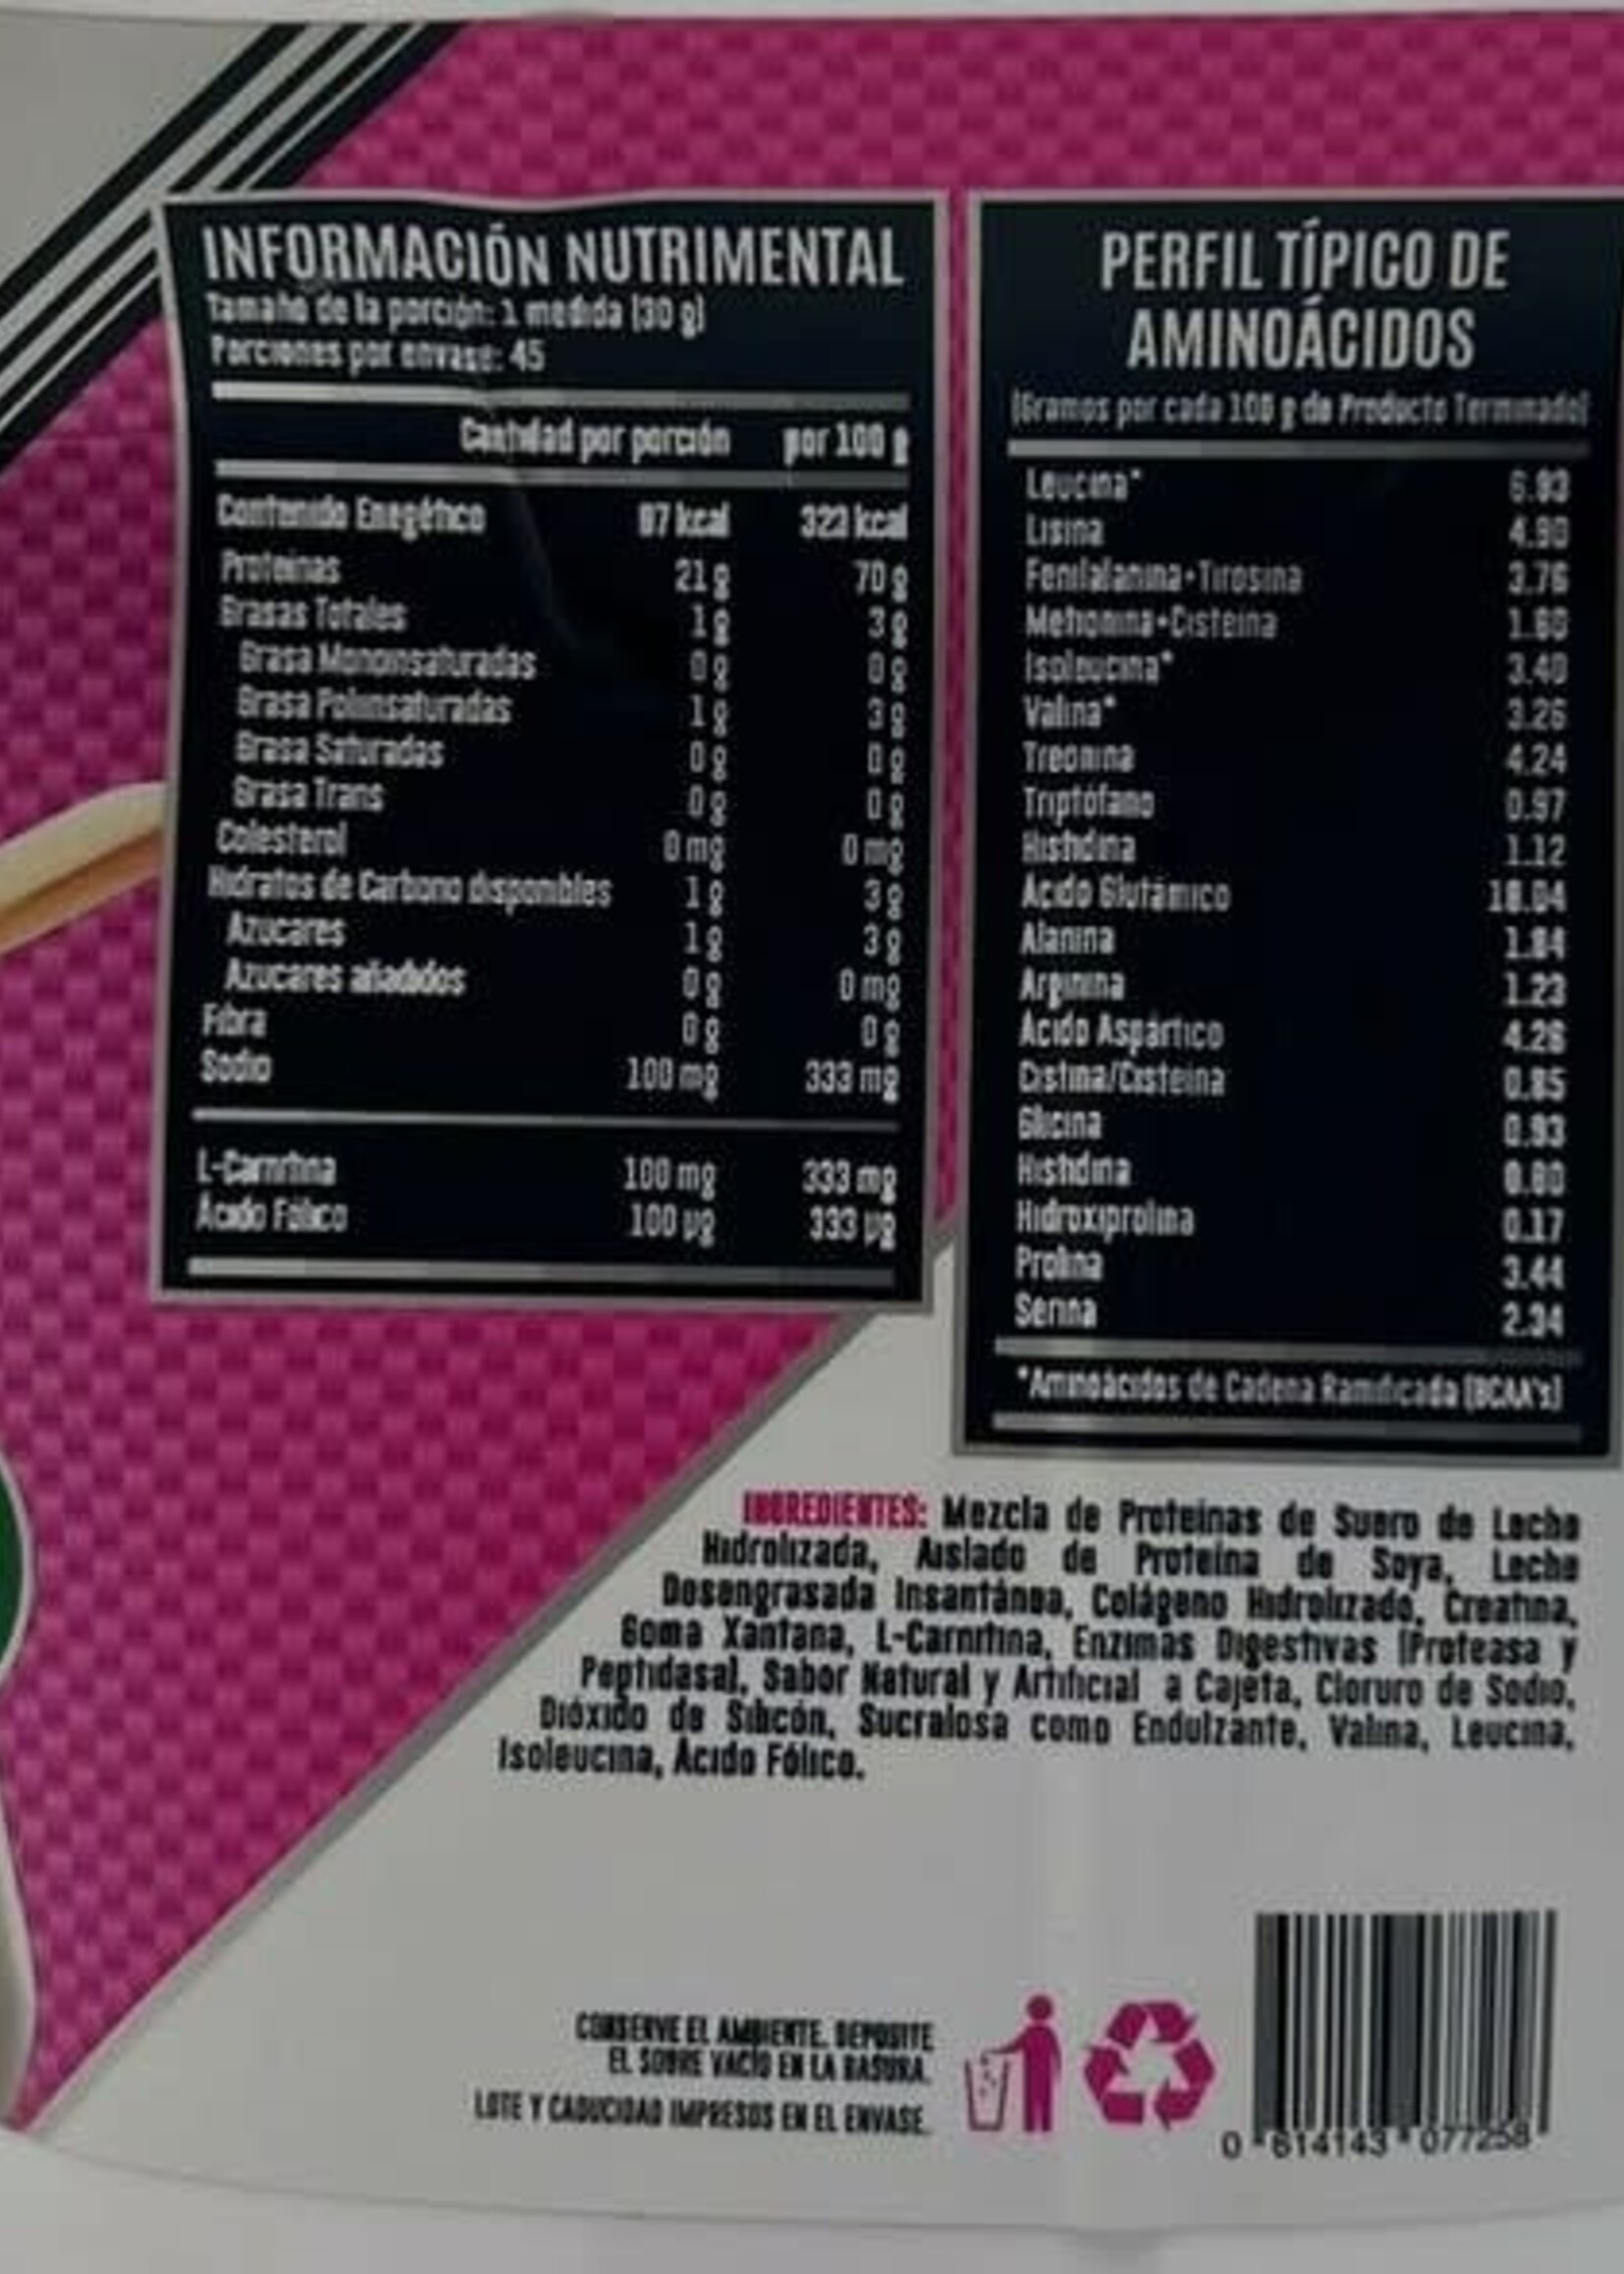 INFORMACIÓN NUTRIMENTAL
Tamaño de la porción: 1 medida (30 g)
Porciones por envase: 45
Cantidad por porción por 100 g
Contenido Enegético 97 kcal 323 kcal
Proteinas 21 g 70 g
Grasas Totales 1 g 3 g
Grasa Monoinsaturadas 0 g 0 g
Grasa Poliinsaturadas 1 g 3 g
Grasa Saturadas 0 g 0 g
Grasa Trans 0 g 0 g
Colesterol 0 mg 0 mg
Hidratos de Carbono disponibles 1 g 3 g
Azucares 1 g 3 g
Azucares añadidos 0 g 0 mg
Fibra 0 g 0 g
Sodio 100 mg 333 mg
L-Carnitina 100 mg 333 mg
Ácido Fólico 100 µg 333 µg
PERFIL TÍPICO DE
AMINOÁCIDOS
(Gramos por cada 100 g de Producto Terminado)
Leucina* 6.93
Lisina 4.90
Fenilalanina+Tirosina 3.76
Metionina+Cisteina 1.80
Isoleucina* 3.40
Valina* 3.26
Treonina 4.24
Triptófano 0.97
Histidina 1.12
Ácido Glutámico 18.04
Alanina 1.84
Arginina 1.23
Ácido Aspártico 4.26
Cistina/Cisteina 0.85
Glicina 0.93
Histidina 0.80
Hidroxiprolina 0.17
Prolina 3.44
Serina 2.34
*Aminoácidos de Cadena Ramificada (BCAA's)
INGREDIENTES: Mezcla de Proteinas de Suero de Leche
Hidrolizada, Aislado de Proteina de Soya, Leche
Desengrasada Insantánea, Colágeno Hidrolizado, Creatina,
Goma Xantana, L-Carnitina, Enzimas Digestivas (Proteasa y
Peptidasa), Sabor Natural y Artificial a Cajeta, Cloruro de Sodio,
Dióxido de Silicón, Sucralosa como Endulzante, Valina, Leucina,
Isoleucina, Ácido Fólico.
CONSERVE EL AMBIENTE. DEPOSITE
EL SOBRE VACÍO EN LA BASURA.
LOTE Y CADUCIDAD IMPRESOS EN EL ENVASE.
0 614143 077258